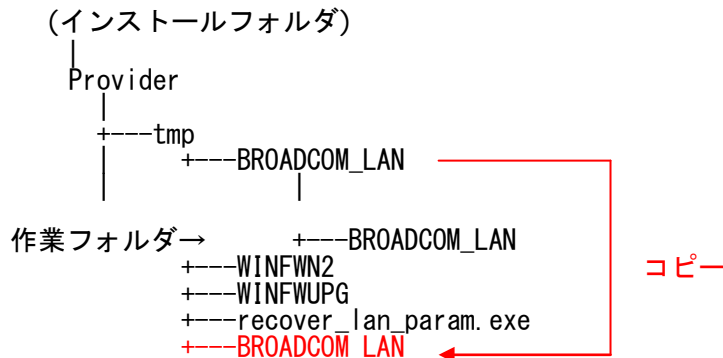 (インストールフォルダ)
|
Provider
|
+---tmp
| +---BROADCOM_LAN
| |
作業フォルダ→ +---BROADCOM_LAN
+---WINFWN2
コピー
+---WINFWUPG
+---recover_lan_param.exe
+---BROADCOM_LAN